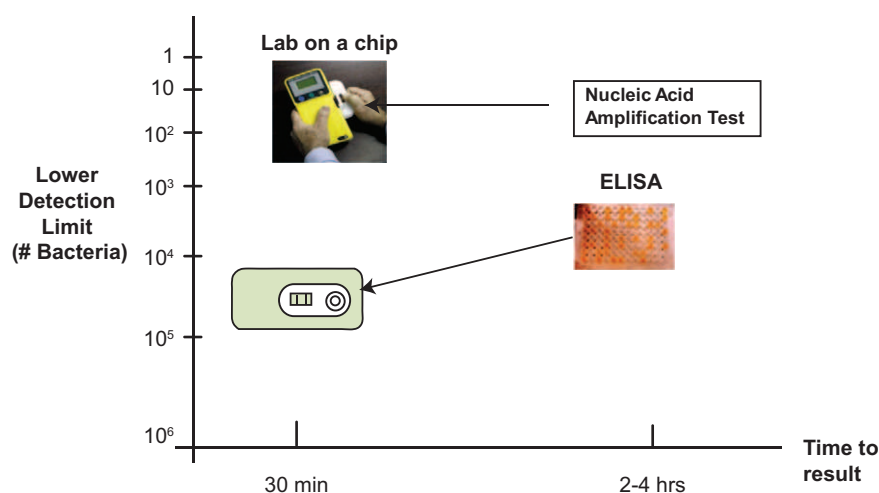 Lab on a chip
1
10
10²
10³
10⁴
10⁵
10⁶
Lower
Detection
Limit
(# Bacteria)
Nucleic Acid
Amplification Test
ELISA
30 min
2-4 hrs
Time to
result